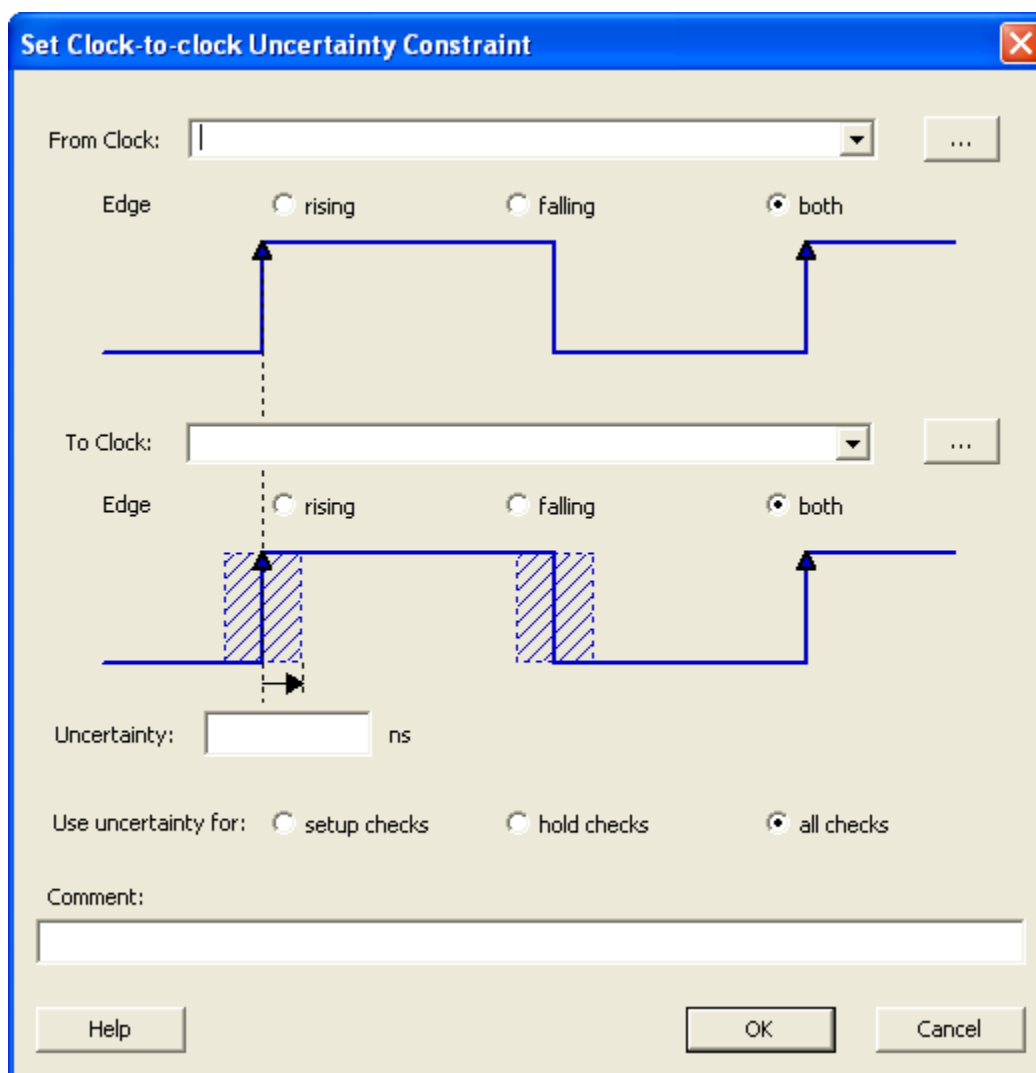 Set Clock-to-clock Uncertainty Constraint
From Clock: ...
Edge rising falling both
To Clock: ...
Edge rising falling both
Uncertainty: ns
Use uncertainty for: setup checks hold checks all checks
Comment:
Help OK Cancel